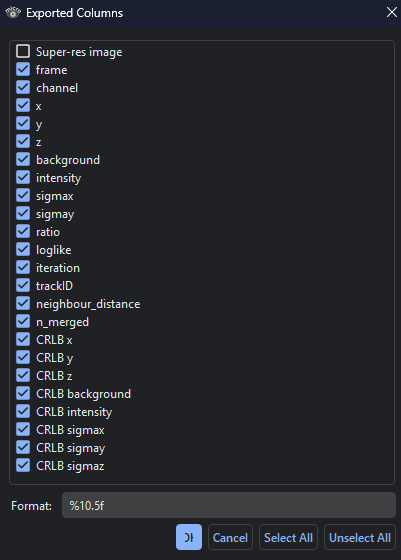 Exported Columns
Super-res image
frame
channel
x
y
z
background
intensity
sigmax
sigmay
ratio
loglike
iteration
trackID
neighbour_distance
n_merged
CRLB x
CRLB y
CRLB z
CRLB background
CRLB intensity
CRLB sigmax
CRLB sigmay
CRLB sigmaz
Format: %10.5f
Cancel Select All Unselect All